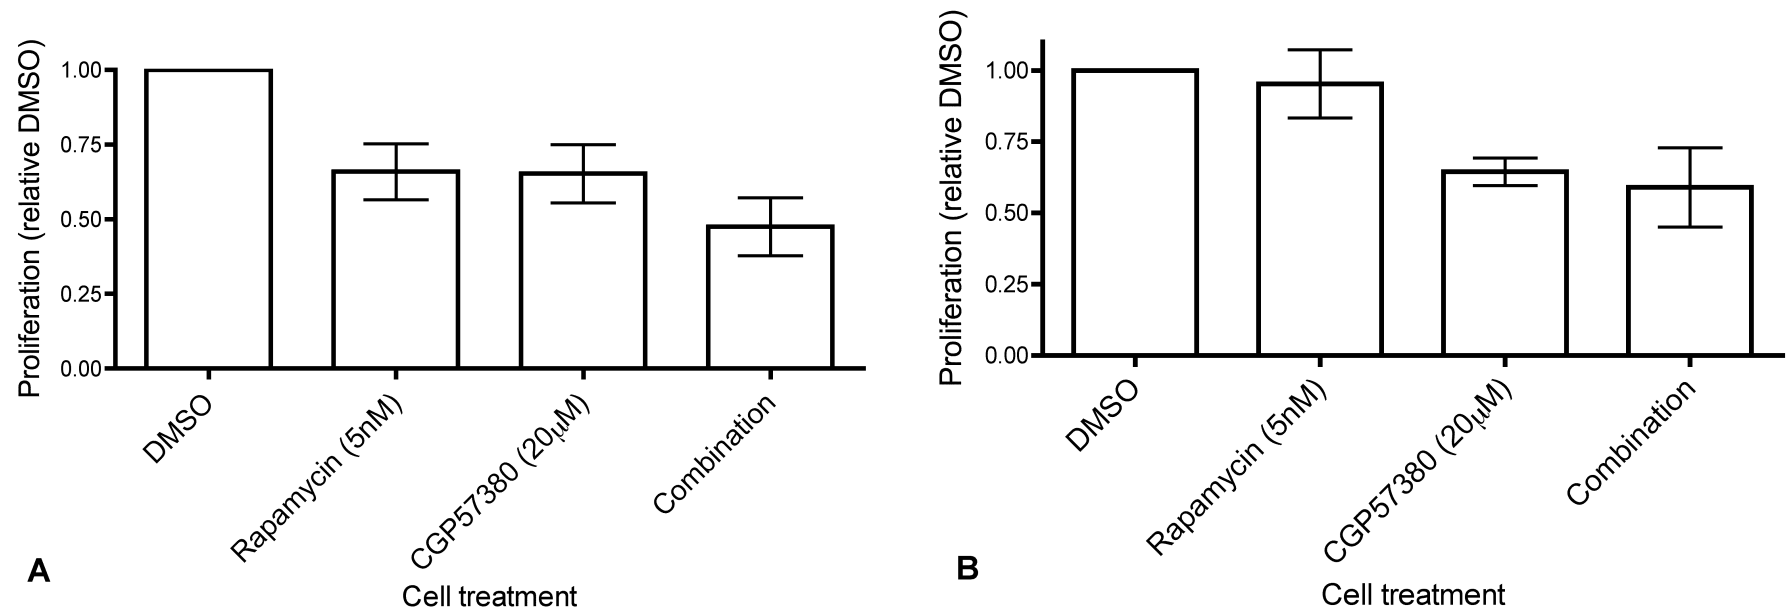 Proliferation (relative DMSO)
1.00
0.75
0.50
0.25
0.00
DMSO
Rapamycin (5nM)
CGP57380 (20μM)
Combination
Cell treatment
A
Proliferation (relative DMSO)
1.00
0.75
0.50
0.25
0.00
DMSO
Rapamycin (5nM)
CGP57380 (20μM)
Combination
Cell treatment
B